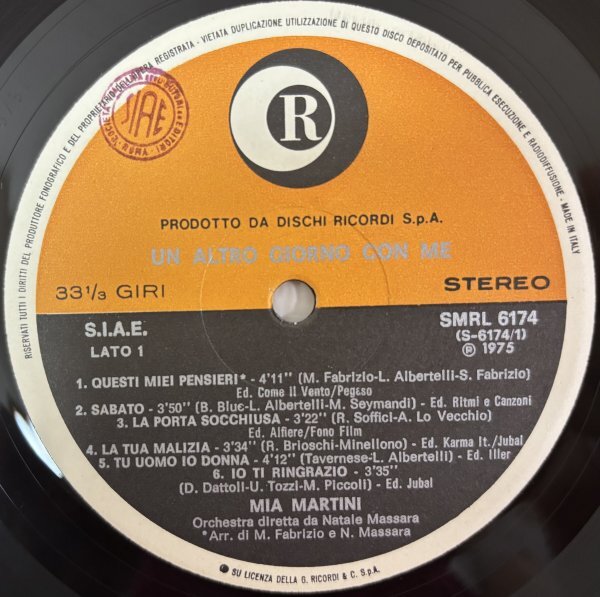 RISERVATI TUTTI I DIRITTI DEL PRODUTTORE FONOGRAFICO E DEL PROPRIETARIO DELL'OPERA REGISTRATA - VIETATA DUPLICAZIONE UTILIZZAZIONE DI QUESTO DISCO DEPOSITATO PER PUBBLICA ESECUZIONE E RADIODIFFUSIONE - MADE IN ITALY
SIAE
R
PRODOTTO DA DISCHI RICORDI S.p.A.
UN ALTRO GIORNO CON ME
33 1/3 GIRI
STEREO
S.I.A.E.
SMRL 6174
(S-6174/1)
LATO 1
℗ 1975
1. QUESTI MIEI PENSIERI* - 4'11" (M. Fabrizio-L. Albertelli-S. Fabrizio)
Ed. Come il Vento/Pegaso
2. SABATO - 3'50" (B. Blue-L. Albertelli-M. Seymandi) - Ed. Ritmi e Canzoni
3. LA PORTA SOCCHIUSA - 3'22" (R. Soffici-A. Lo Vecchio)
Ed. Alfiere/Fono Film
4. LA TUA MALIZIA - 3'34" (R. Brioschi-Minellono) - Ed. Karma It./Jubal
5. TU UOMO IO DONNA - 4'12" (Tavernese-L. Albertelli) - Ed. Iller
6. IO TI RINGRAZIO - 3'35"
(D. Dattoli-U. Tozzi-M. Piccoli) - Ed. Jubal
MIA MARTINI
Orchestra diretta da Natale Massara
*Arr. di M. Fabrizio e N. Massara
SU LICENZA DELLA G. RICORDI & C. S.p.A.